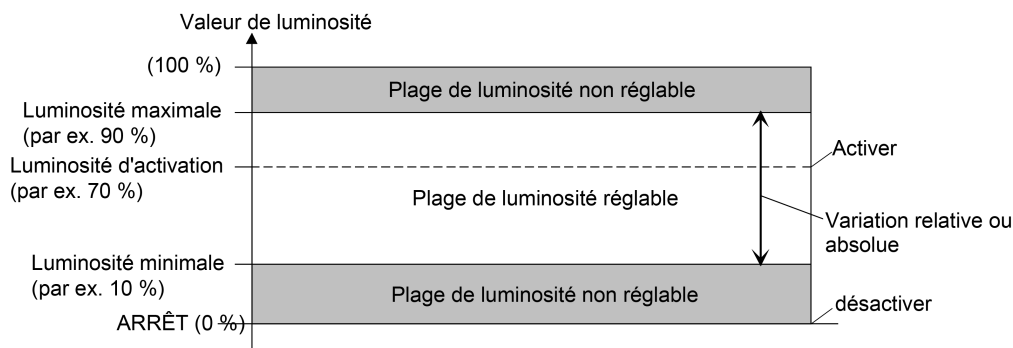 Valeur de luminosité
(100 %)
Plage de luminosité non réglable
Luminosité maximale
(par ex. 90 %)
Activer
Luminosité d'activation
(par ex. 70 %)
Plage de luminosité réglable
Variation relative ou
absolue
Luminosité minimale
(par ex. 10 %)
Plage de luminosité non réglable
désactiver
ARRÊT (0 %)